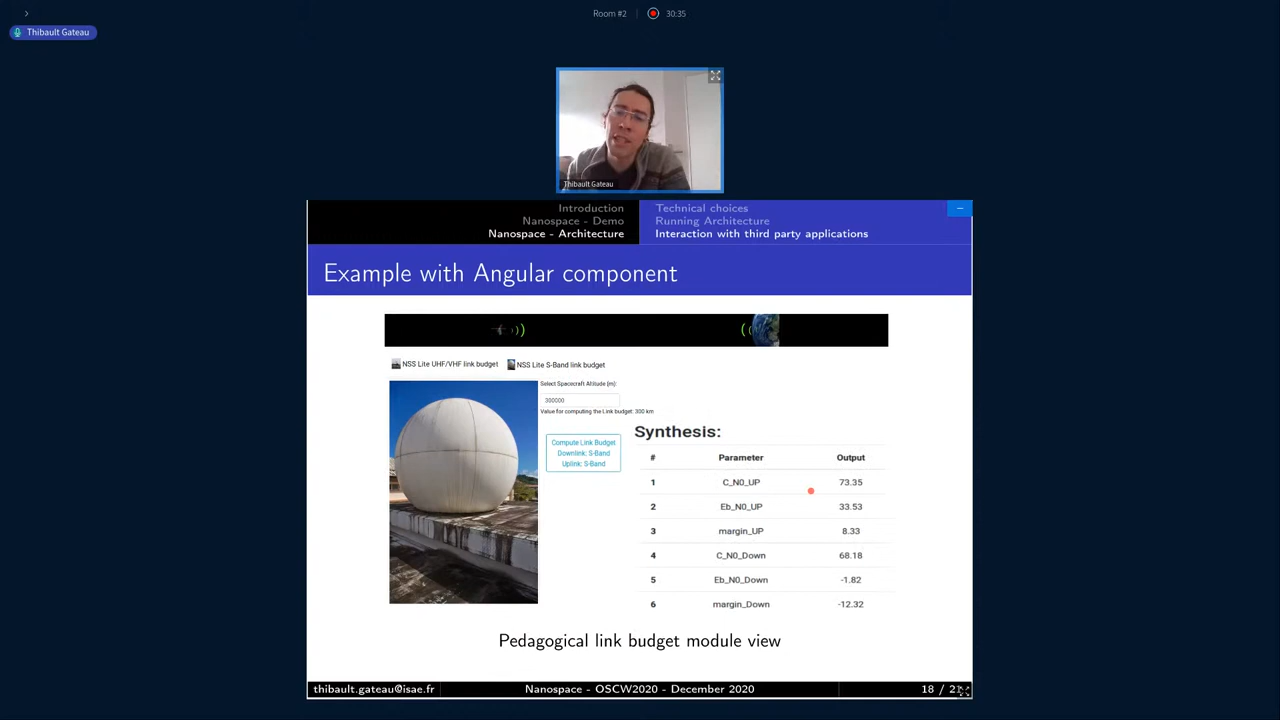 Room #2
30:35
Thibault Gateau
Thibault Gateau
Introduction
Nanospace - Demo
Nanospace - Architecture
Technical choices
Running Architecture
Interaction with third party applications
Example with Angular component
NSS Lite UHF/VHF link budget
NSS Lite S-Band link budget
Select Spacecraft Altitude (m):
300000
Value for computing the Link budget: 300 km
Compute Link Budget
Downlink: S-Band
Uplink: S-Band
Synthesis:
# Parameter Output
1 C_N0_UP 73.35
2 Eb_N0_UP 33.53
3 margin_UP 8.33
4 C_N0_Down 68.18
5 Eb_N0_Down -1.82
6 margin_Down -12.32
Pedagogical link budget module view
thibault.gateau@isae.fr
Nanospace - OSCW2020 - December 2020
18 / 21